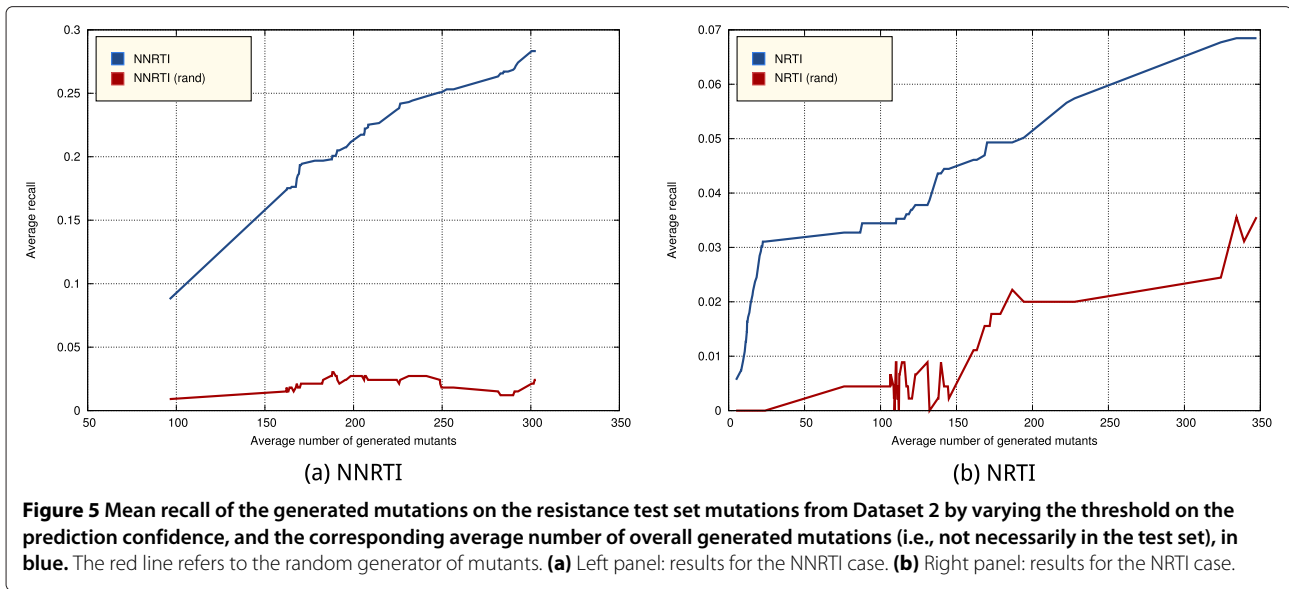 0.3
0.25
0.2
0.15
0.1
0.05
0
50
100
150
200
250
300
350
Average recall
Average number of generated mutants
NNRTI
NNRTI (rand)
(a) NNRTI
0.07
0.06
0.05
0.04
0.03
0.02
0.01
0
0
50
100
150
200
250
300
350
Average recall
Average number of generated mutants
NRTI
NRTI (rand)
(b) NRTI
Figure 5 Mean recall of the generated mutations on the resistance test set mutations from Dataset 2 by varying the threshold on the
prediction confidence, and the corresponding average number of overall generated mutations (i.e., not necessarily in the test set), in
blue. The red line refers to the random generator of mutants. (a) Left panel: results for the NNRTI case. (b) Right panel: results for the NRTI case.